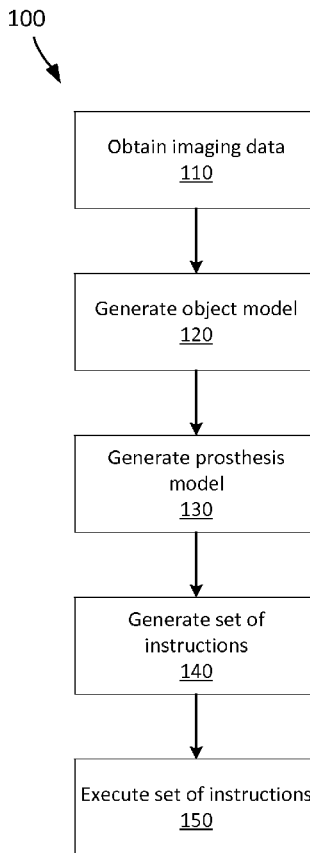 100
Obtain imaging data
110
Generate object model
120
Generate prosthesis
model
130
Generate set of
instructions
140
Execute set of instructions
150